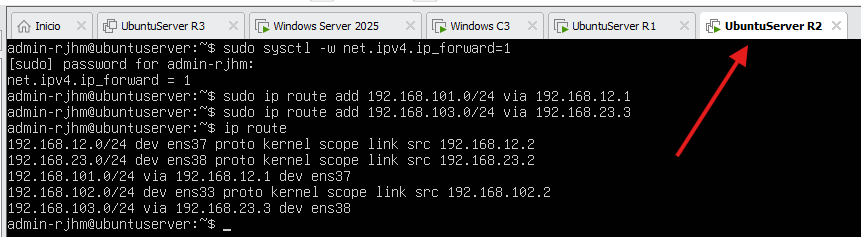 Inicio UbuntuServer R3 Windows Server 2025 Windows C3 UbuntuServer R1 UbuntuServer R2
admin-rjhm@ubuntuserver:~$ sudo sysctl -w net.ipv4.ip_forward=1
[sudo] password for admin-rjhm:
net.ipv4.ip_forward = 1
admin-rjhm@ubuntuserver:~$ sudo ip route add 192.168.101.0/24 via 192.168.12.1
admin-rjhm@ubuntuserver:~$ sudo ip route add 192.168.103.0/24 via 192.168.23.3
admin-rjhm@ubuntuserver:~$ ip route
192.168.12.0/24 dev ens37 proto kernel scope link src 192.168.12.2
192.168.23.0/24 dev ens38 proto kernel scope link src 192.168.23.2
192.168.101.0/24 via 192.168.12.1 dev ens37
192.168.102.0/24 dev ens33 proto kernel scope link src 192.168.102.2
192.168.103.0/24 via 192.168.23.3 dev ens38
admin-rjhm@ubuntuserver:~$ _